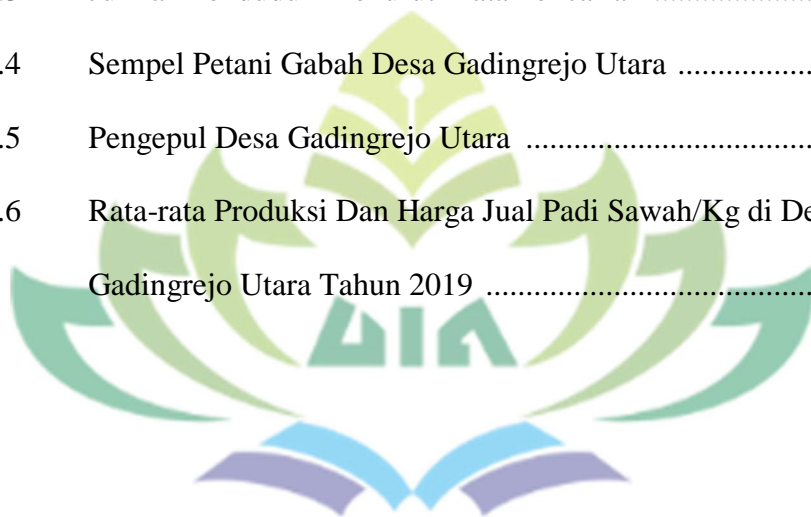 .4 Sempel Petani Gabah Desa Gadingrejo Utara ................
.5 Pengepul Desa Gadingrejo Utara ..................................
.6 Rata-rata Produksi Dan Harga Jual Padi Sawah/Kg di De
Gadingrejo Utara Tahun 2019 .......................................
UIN